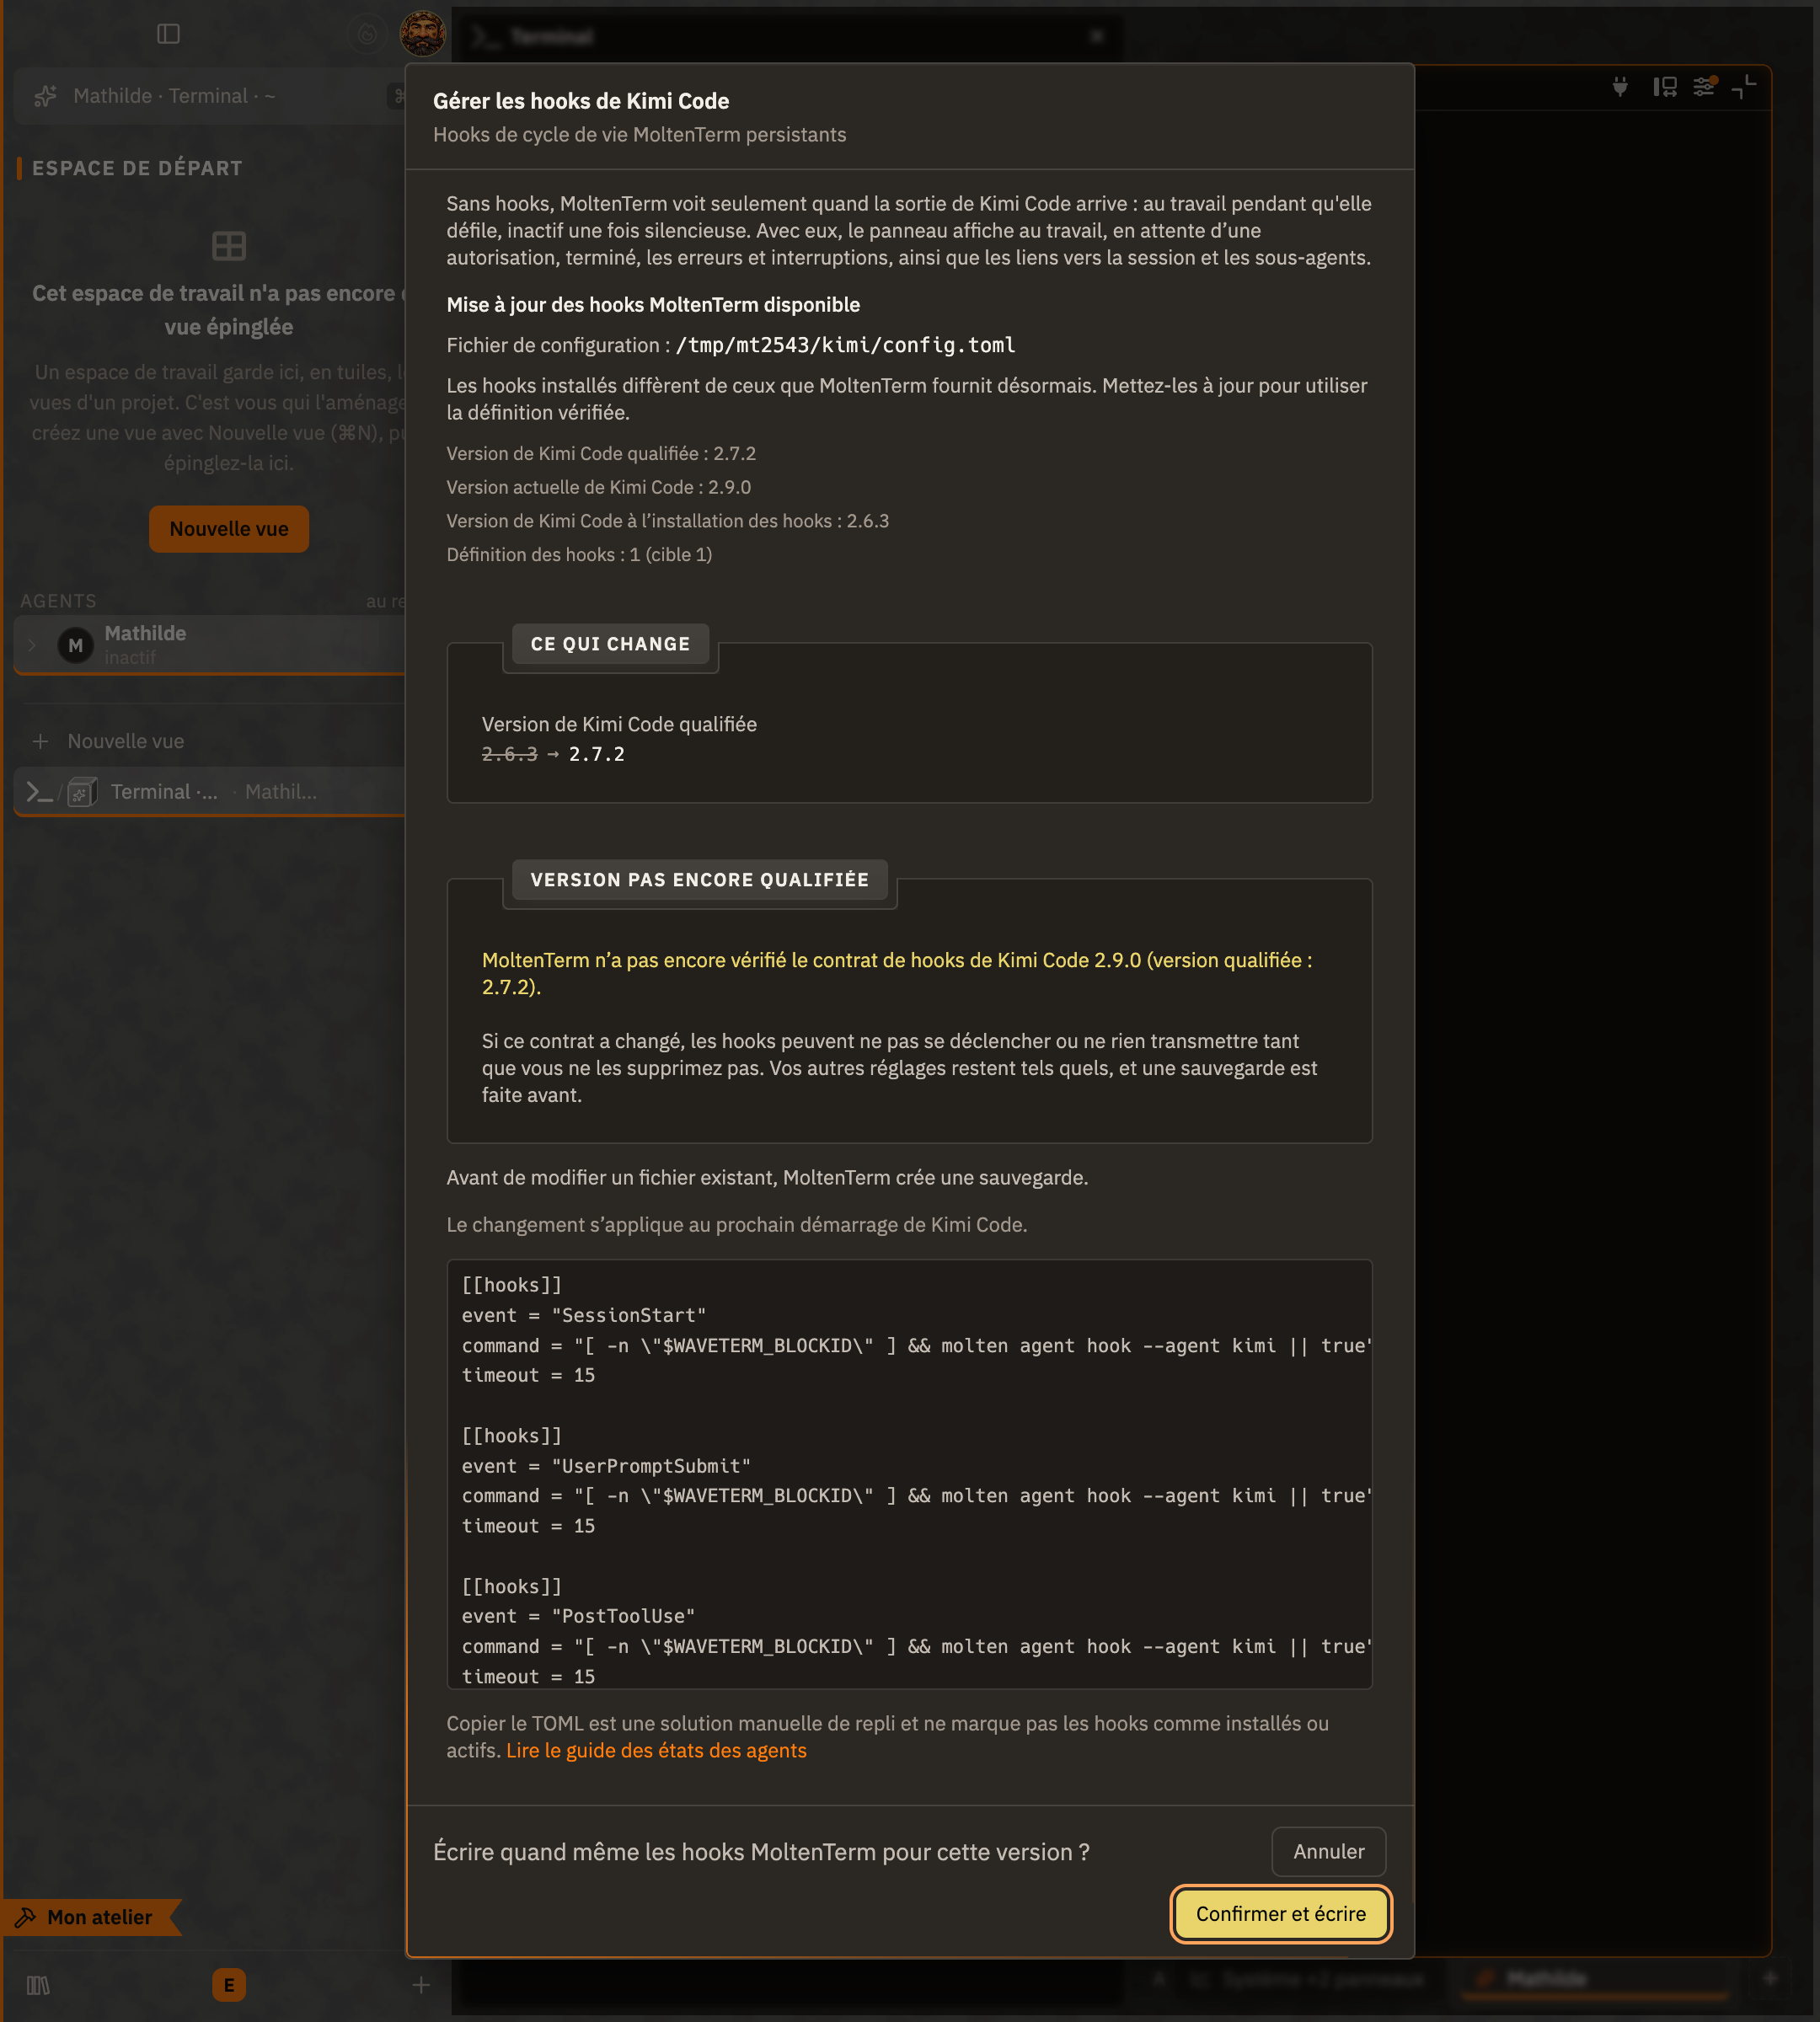 Terminal
Mathilde · Terminal · ~
⌘
ESPACE DE DÉPART
Cet espace de travail n'a pas encore
vue épinglée
Un espace de travail garde ici, en tuiles,
vues d'un projet. C'est vous qui l'aménage
créez une vue avec Nouvelle vue (⌘N),
épinglez-la ici.
Nouvelle vue
AGENTS
au re
M
Mathilde
inactif
+ Nouvelle vue
Terminal ·... · Mathil...
Mon atelier
E
+
Gérer les hooks de Kimi Code
Hooks de cycle de vie MoltenTerm persistants
Sans hooks, MoltenTerm voit seulement quand la sortie de Kimi Code arrive : au travail pendant qu'elle
défile, inactif une fois silencieuse. Avec eux, le panneau affiche au travail, en attente d’une
autorisation, terminé, les erreurs et interruptions, ainsi que les liens vers la session et les sous-agents.
Mise à jour des hooks MoltenTerm disponible
Fichier de configuration : /tmp/mt2543/kimi/config.toml
Les hooks installés diffèrent de ceux que MoltenTerm fournit désormais. Mettez-les à jour pour utiliser
la définition vérifiée.
Version de Kimi Code qualifiée : 2.7.2
Version actuelle de Kimi Code : 2.9.0
Version de Kimi Code à l’installation des hooks : 2.6.3
Définition des hooks : 1 (cible 1)
CE QUI CHANGE
Version de Kimi Code qualifiée
2.6.3 → 2.7.2
VERSION PAS ENCORE QUALIFIÉE
MoltenTerm n’a pas encore vérifié le contrat de hooks de Kimi Code 2.9.0 (version qualifiée :
2.7.2).
Si ce contrat a changé, les hooks peuvent ne pas se déclencher ou ne rien transmettre tant
que vous ne les supprimez pas. Vos autres réglages restent tels quels, et une sauvegarde est
faite avant.
Avant de modifier un fichier existant, MoltenTerm crée une sauvegarde.
Le changement s’applique au prochain démarrage de Kimi Code.
[[hooks]]
event = "SessionStart"
command = "[ -n \"$WAVETERM_BLOCKID\" ] && molten agent hook --agent kimi || true"
timeout = 15
[[hooks]]
event = "UserPromptSubmit"
command = "[ -n \"$WAVETERM_BLOCKID\" ] && molten agent hook --agent kimi || true"
timeout = 15
[[hooks]]
event = "PostToolUse"
command = "[ -n \"$WAVETERM_BLOCKID\" ] && molten agent hook --agent kimi || true"
timeout = 15
Copier le TOML est une solution manuelle de repli et ne marque pas les hooks comme installés ou
actifs. Lire le guide des états des agents
Écrire quand même les hooks MoltenTerm pour cette version ?
Annuler
Confirmer et écrire
Système +2 panneaux
Mathilde